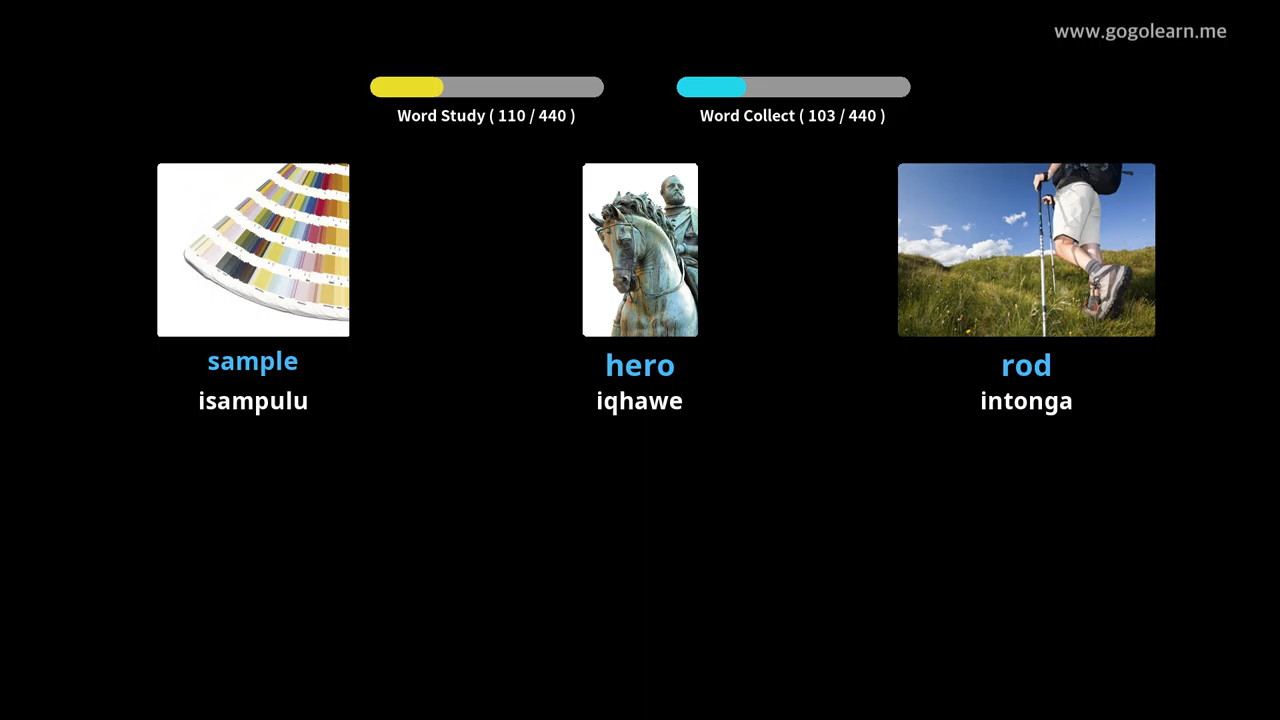 www.gogolearn.me
Word Study ( 110 / 440 )
Word Collect ( 103 / 440 )
sample
isampulu
hero
iqhawe
rod
intonga